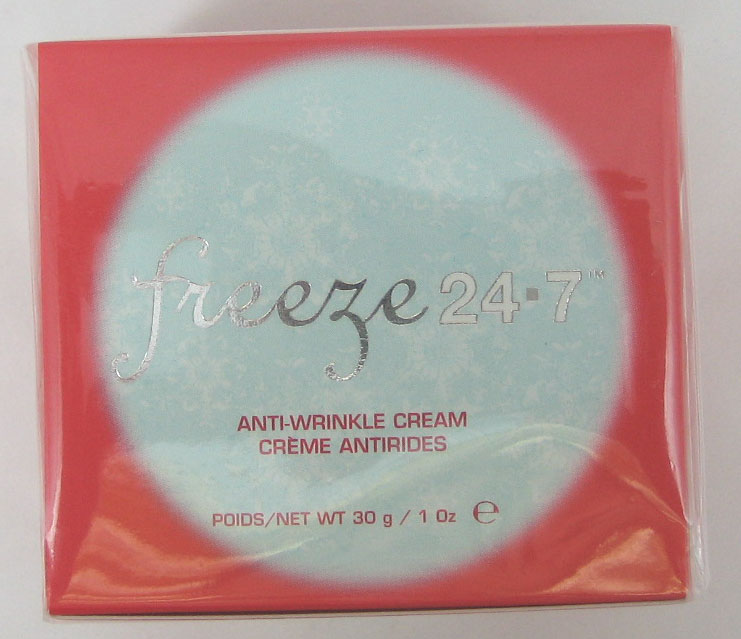 freeze 24·7™
ANTI-WRINKLE CREAM
CRÈME ANTIRIDES
POIDS/NET WT 30 g / 1 Oz ℮